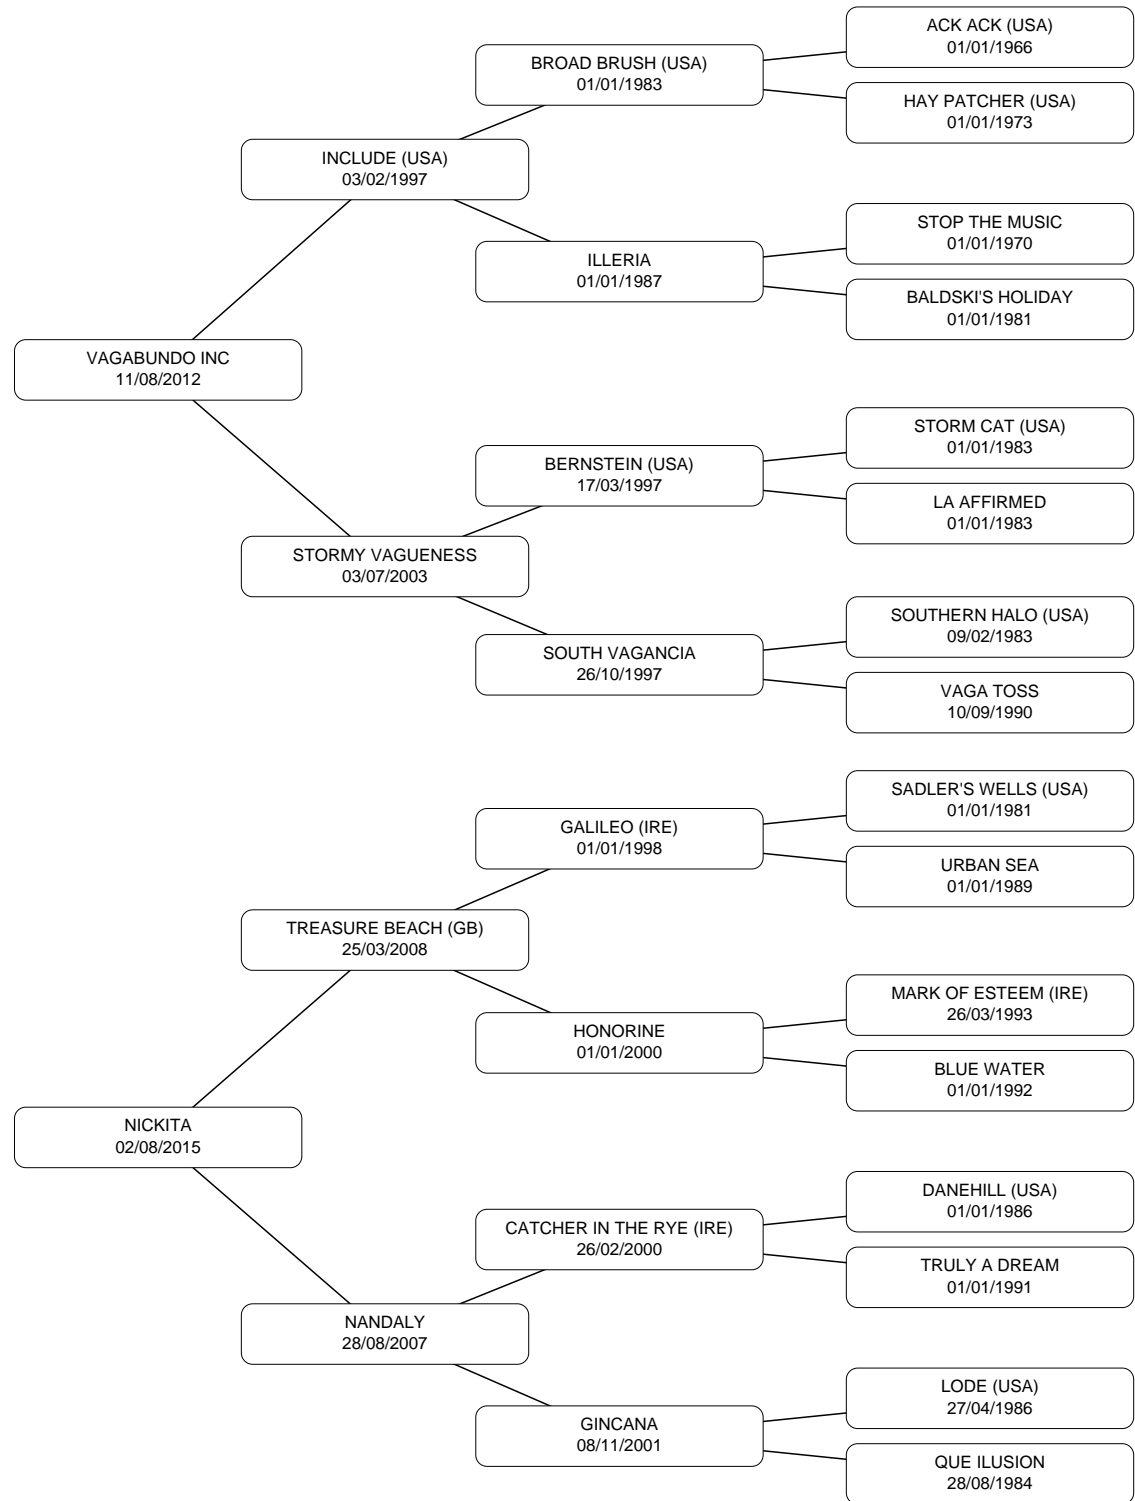 ACK ACK (USA)
01/01/1966
BROAD BRUSH (USA)
01/01/1983
HAY PATCHER (USA)
01/01/1973
INCLUDE (USA)
03/02/1997
STOP THE MUSIC
01/01/1970
ILLERIA
01/01/1987
BALDSKI'S HOLIDAY
01/01/1981
VAGABUNDO INC
11/08/2012
STORM CAT (USA)
01/01/1983
BERNSTEIN (USA)
17/03/1997
LA AFFIRMED
01/01/1983
STORMY VAGUENESS
03/07/2003
SOUTHERN HALO (USA)
09/02/1983
SOUTH VAGANCIA
26/10/1997
VAGA TOSS
10/09/1990
SADLER'S WELLS (USA)
01/01/1981
GALILEO (IRE)
01/01/1998
URBAN SEA
01/01/1989
TREASURE BEACH (GB)
25/03/2008
MARK OF ESTEEM (IRE)
26/03/1993
HONORINE
01/01/2000
BLUE WATER
01/01/1992
NICKITA
02/08/2015
DANEHILL (USA)
01/01/1986
CATCHER IN THE RYE (IRE)
26/02/2000
TRULY A DREAM
01/01/1991
NANDALY
28/08/2007
LODE (USA)
27/04/1986
GINCANA
08/11/2001
QUE ILUSION
28/08/1984